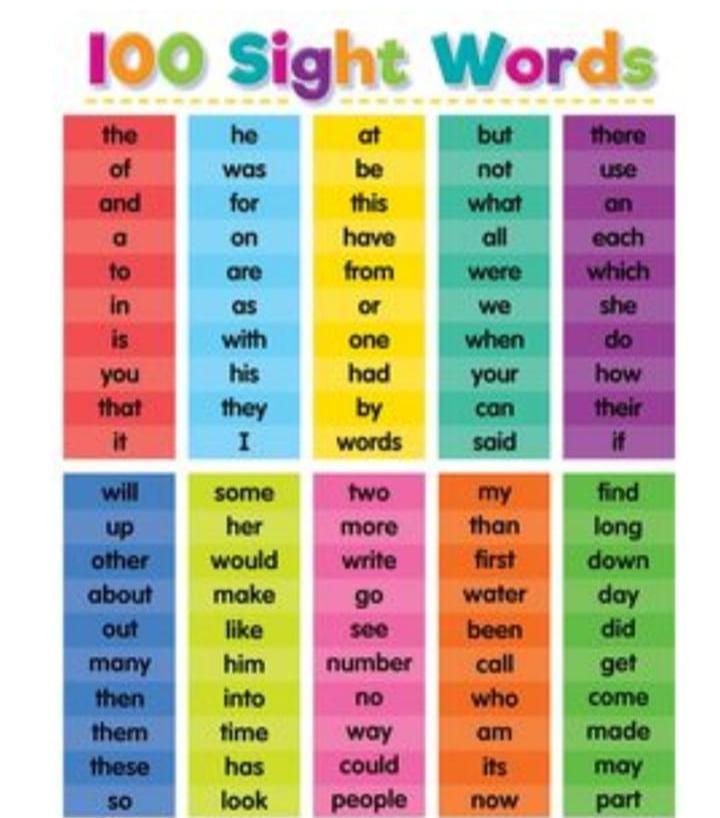 100 Sight Words
the he at but there
of was be not use
and for this what an
a on have all each
to are from were which
in as or we she
is with one when do
you his had your how
that they by can their
it I words said if
will some two my find
up her more than long
other would write first down
about make go water day
out like see been did
many him number call get
then into no who come
them time way am made
these has could its may
so look people now part